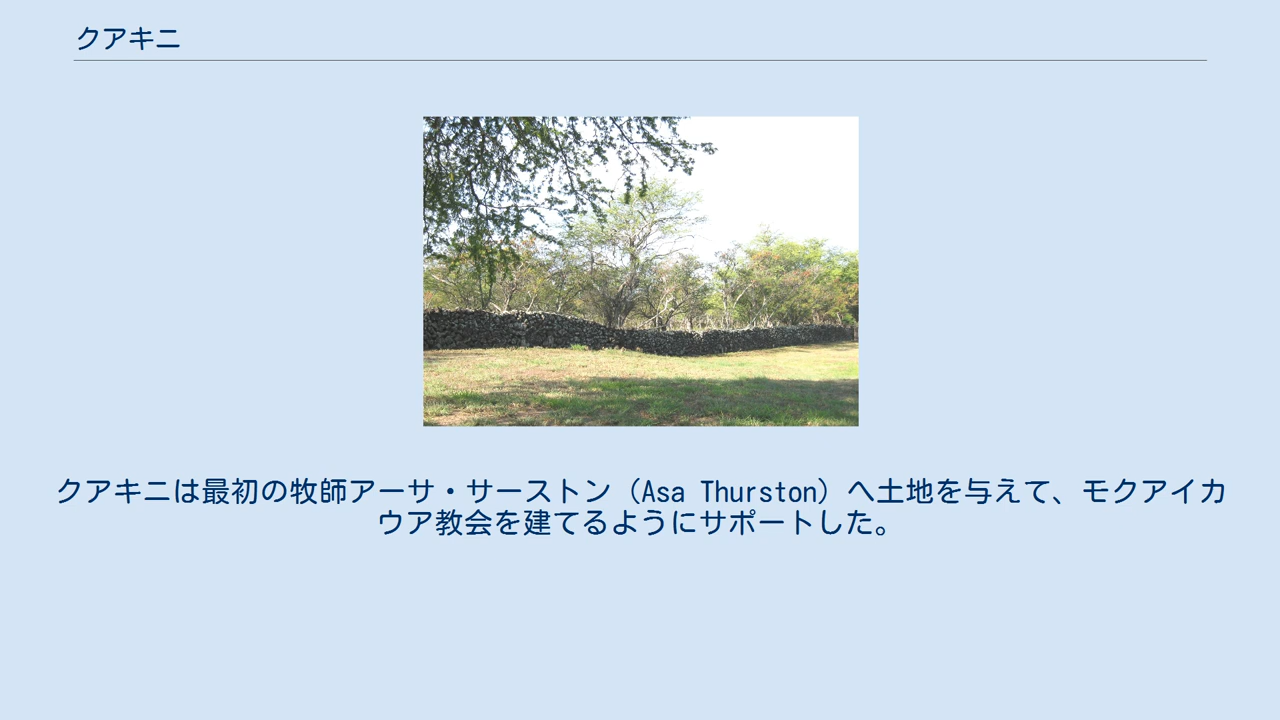 クアキニ
クアキニは最初の牧師アーサ・サーストン（Asa Thurston）へ土地を与えて、モクアイカ
ウア教会を建てるようにサポートした。